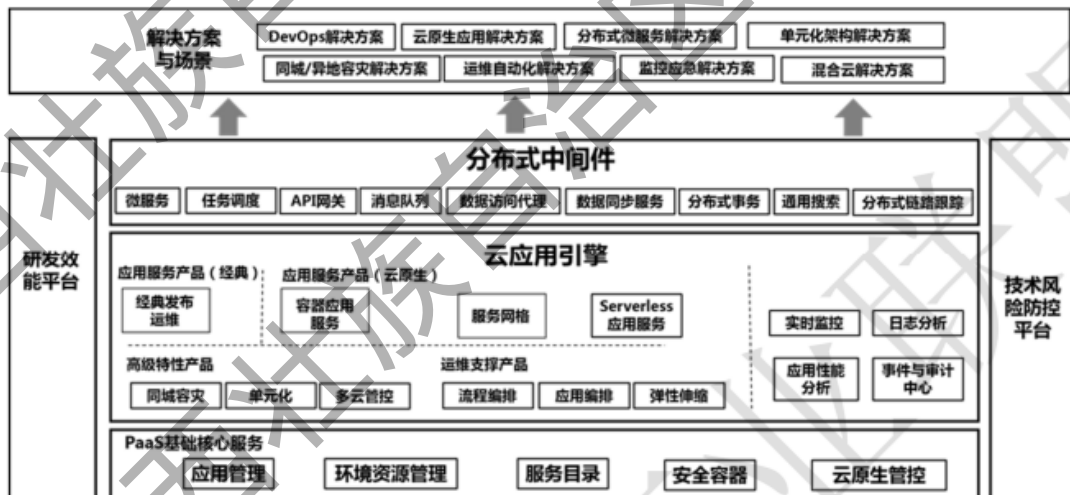 解决方案
与场景
DevOps解决方案
云原生应用解决方案
分布式微服务解决方案
单元化架构解决方案
同城/异地容灾解决方案
运维自动化解决方案
监控应急解决方案
混合云解决方案
研发效
能平台
分布式中间件
微服务
任务调度
API网关
消息队列
数据访问代理
数据同步服务
分布式事务
通用搜索
分布式链路跟踪
云应用引擎
应用服务产品（经典）
应用服务产品（云原生）
经典发布
运维
容器应用
服务
服务网格
Serverless
应用服务
实时监控
日志分析
高级特性产品
运维支撑产品
同城容灾
单元化
多云管控
流程编排
应用编排
弹性伸缩
应用性能
分析
事件与审计
中心
PaaS基础核心服务
应用管理
环境资源管理
服务目录
安全容器
云原生管控
技术风
险防控
平台
西壮族自治区
西壮族自治区